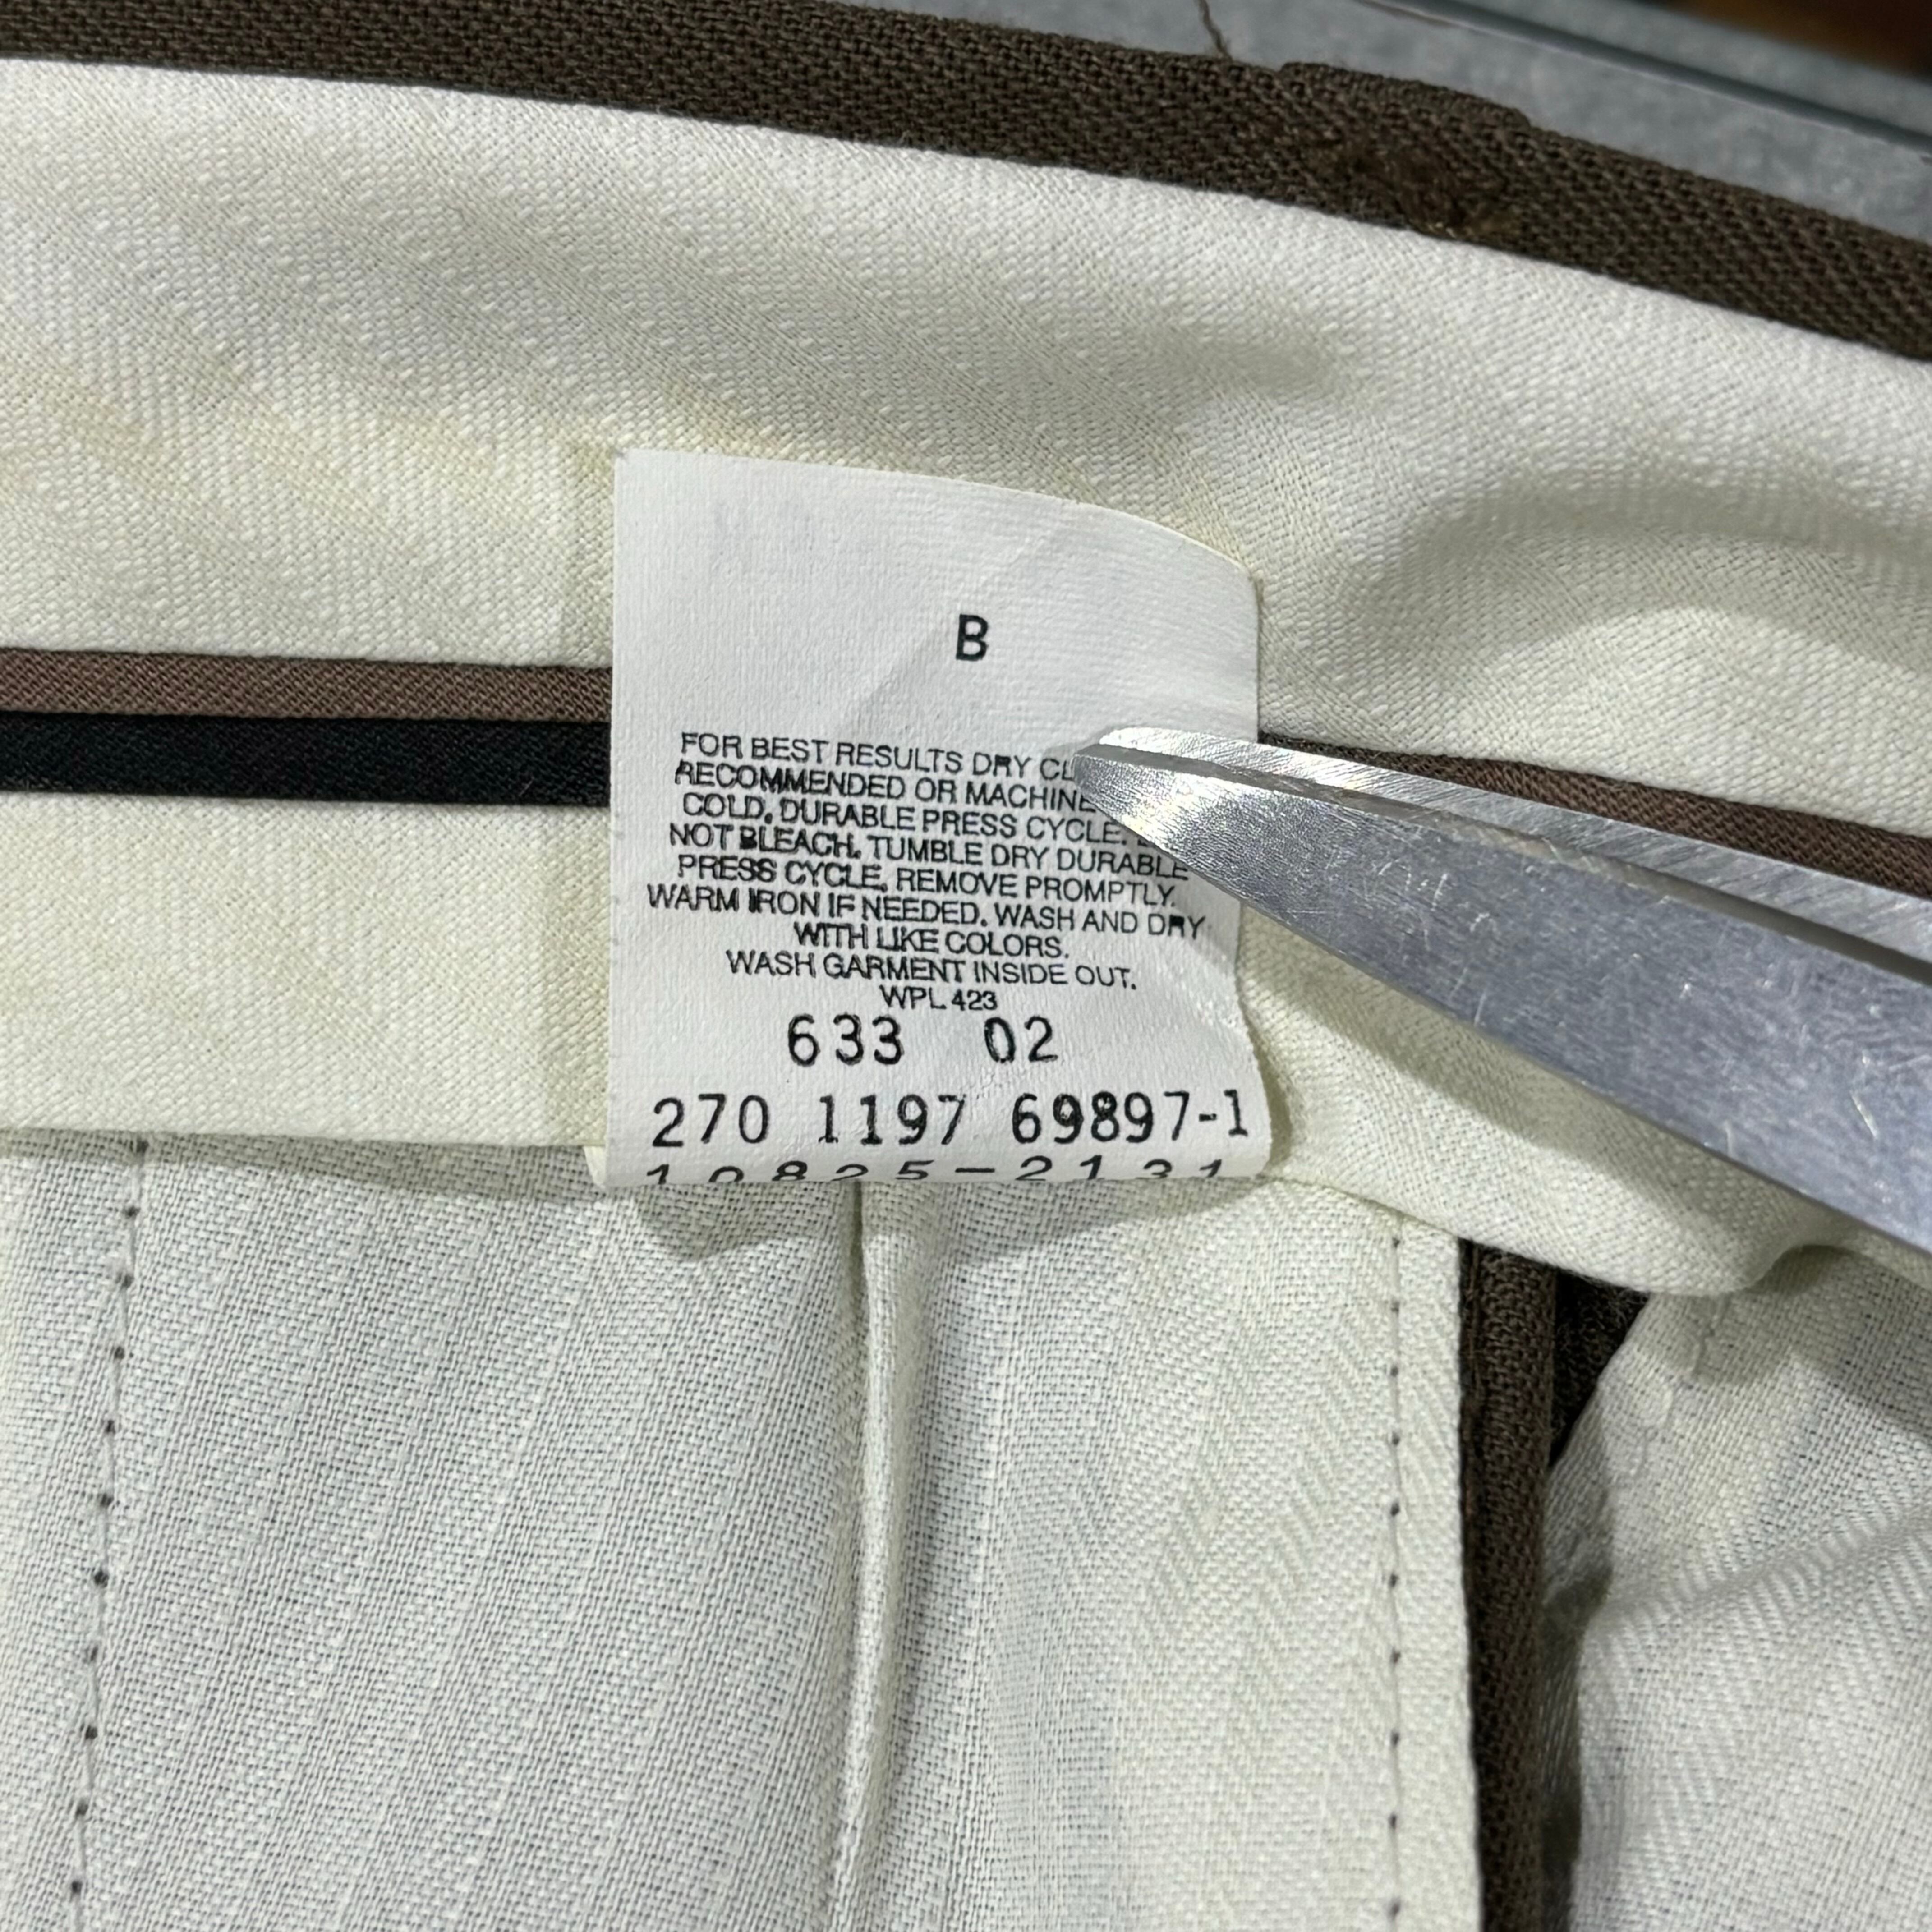 B
FOR BEST RESULTS DRY
RECOMMENDED OR MACHINE
COLD, DURABLE PRESS CYCLE.
NOT BLEACH. TUMBLE DRY DURABLE
PRESS CYCLE, REMOVE PROMPTLY.
WARM IRON IF NEEDED. WASH AND DRY
WITH LIKE COLORS.
WASH GARMENT INSIDE OUT.
WPL 423
633 02
270 1197 69897-1